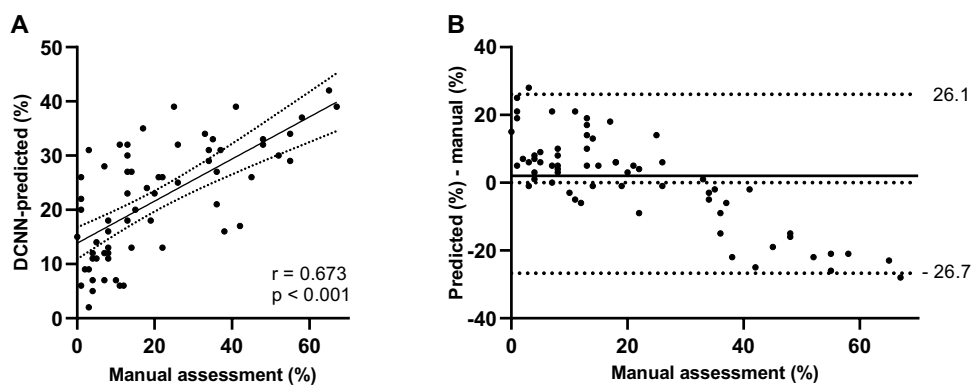 A
DCNN-predicted (%)
50
40
30
20
10
0
0 20 40 60
Manual assessment (%)
r = 0.673
p < 0.001
B
Predicted (%) - manual (%)
40
20
0
-20
-40
0 20 40 60
Manual assessment (%)
26.1
- 26.7